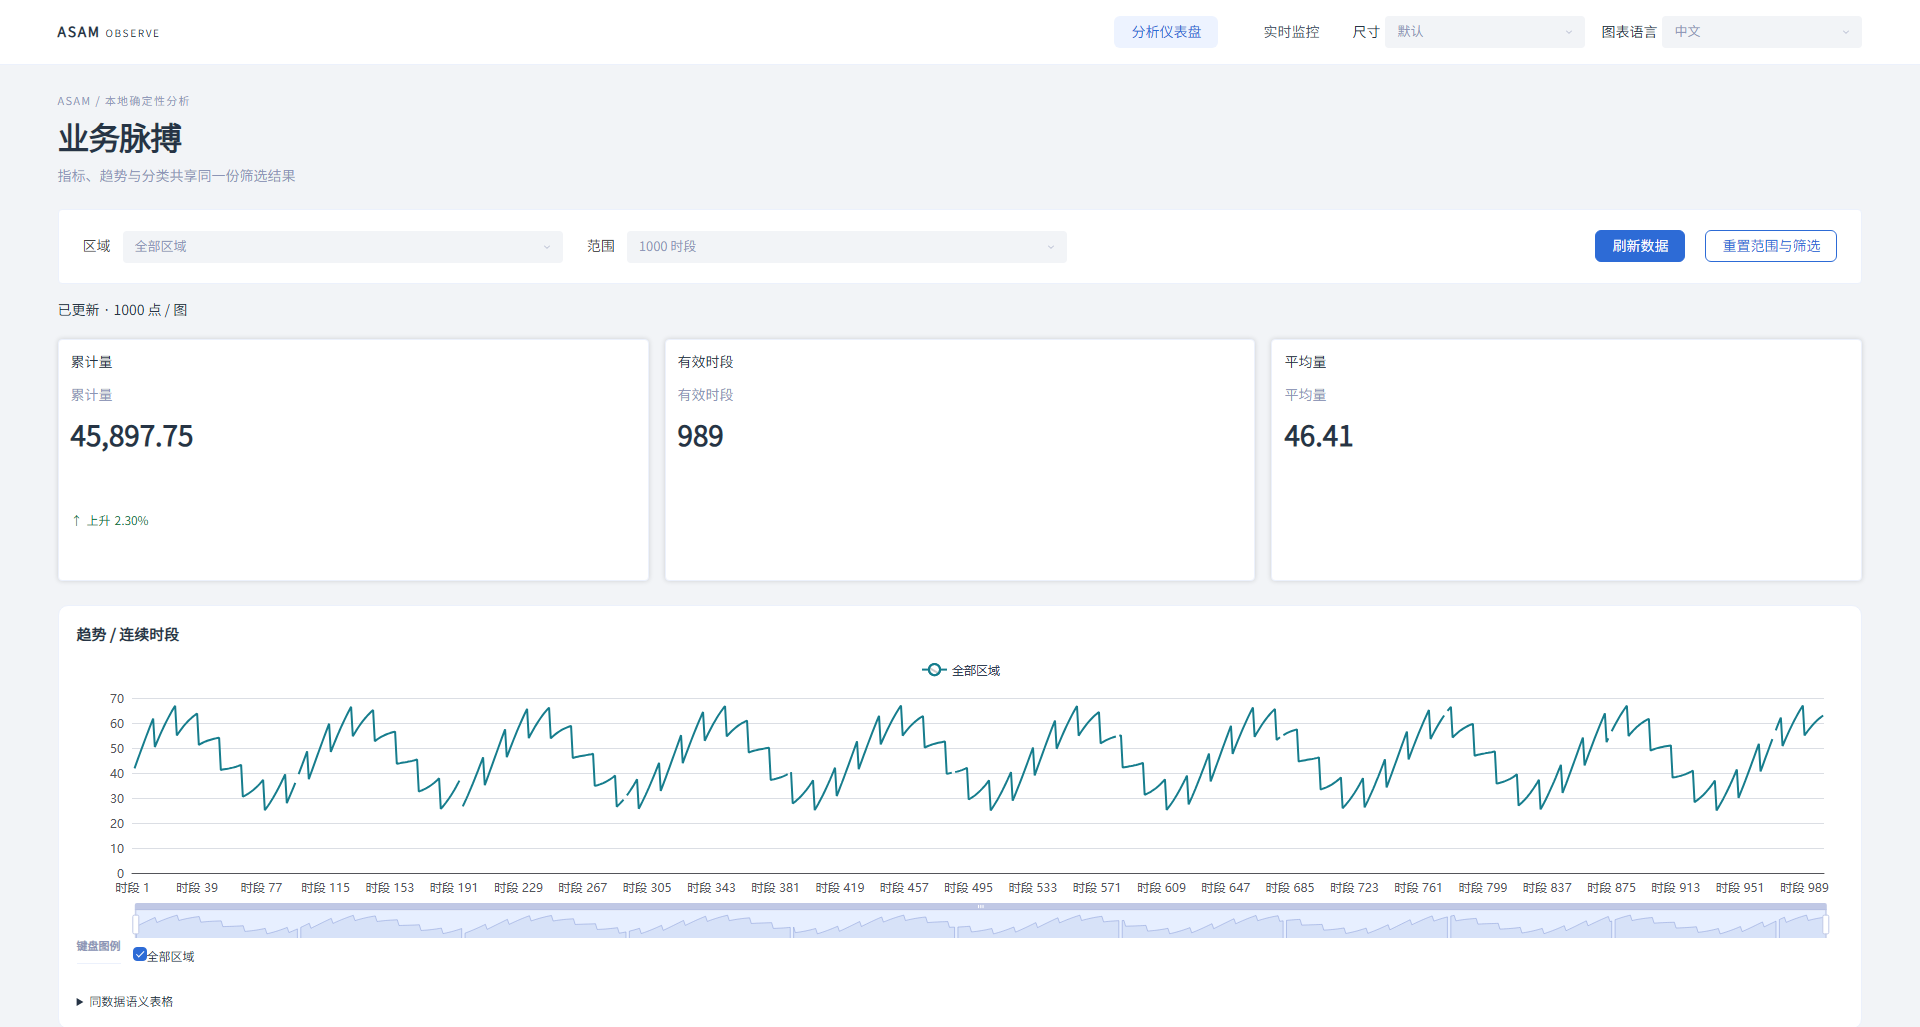 ASAM OBSERVE 分析仪表盘 实时监控 尺寸 默认 图表语言 中文
ASAM / 本地确定性分析
业务脉搏
指标、趋势与分类共享同一份筛选结果
区域 全部区域 范围 1000 时段 刷新数据 重置范围与筛选
已更新 · 1000 点 / 图
累计量 有效时段 平均量
累计量 有效时段 平均量
45,897.75 989 46.41
↑ 上升 2.30%
趋势 / 连续时段
全部区域
70
60
50
40
30
20
10
0
时段 1 时段 39 时段 77 时段 115 时段 153 时段 191 时段 229 时段 267 时段 305 时段 343 时段 381 时段 419 时段 457 时段 495 时段 533 时段 571 时段 609 时段 647 时段 685 时段 723 时段 761 时段 799 时段 837 时段 875 时段 913 时段 951 时段 989
键盘图例 全部区域
同数据语义表格